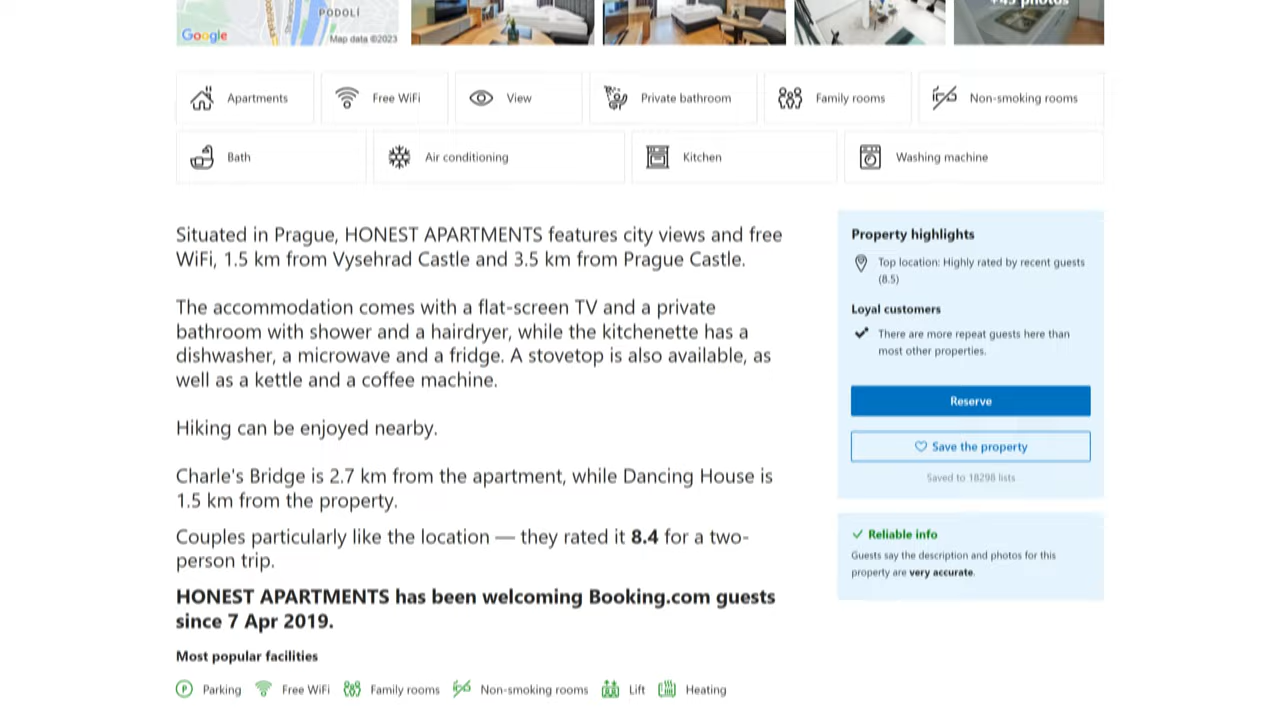 PODOLI
+45 photos
Google
Map data ©2023
Apartments
Free WiFi
View
Private bathroom
Family rooms
Non-smoking rooms
Bath
Air conditioning
Kitchen
Washing machine
Situated in Prague, HONEST APARTMENTS features city views and free
WiFi, 1.5 km from Vysehrad Castle and 3.5 km from Prague Castle.
The accommodation comes with a flat-screen TV and a private
bathroom with shower and a hairdryer, while the kitchenette has a
dishwasher, a microwave and a fridge. A stovetop is also available, as
well as a kettle and a coffee machine.
Hiking can be enjoyed nearby.
Charle's Bridge is 2.7 km from the apartment, while Dancing House is
1.5 km from the property.
Couples particularly like the location — they rated it 8.4 for a two-
person trip.
HONEST APARTMENTS has been welcoming Booking.com guests
since 7 Apr 2019.
Most popular facilities
Parking
Free WiFi
Family rooms
Non-smoking rooms
Lift
Heating
Property highlights
Top location: Highly rated by recent guests
(8.5)
Loyal customers
There are more repeat guests here than
most other properties.
Reserve
Save the property
Saved to 18298 lists
Reliable info
Guests say the description and photos for this
property are very accurate.